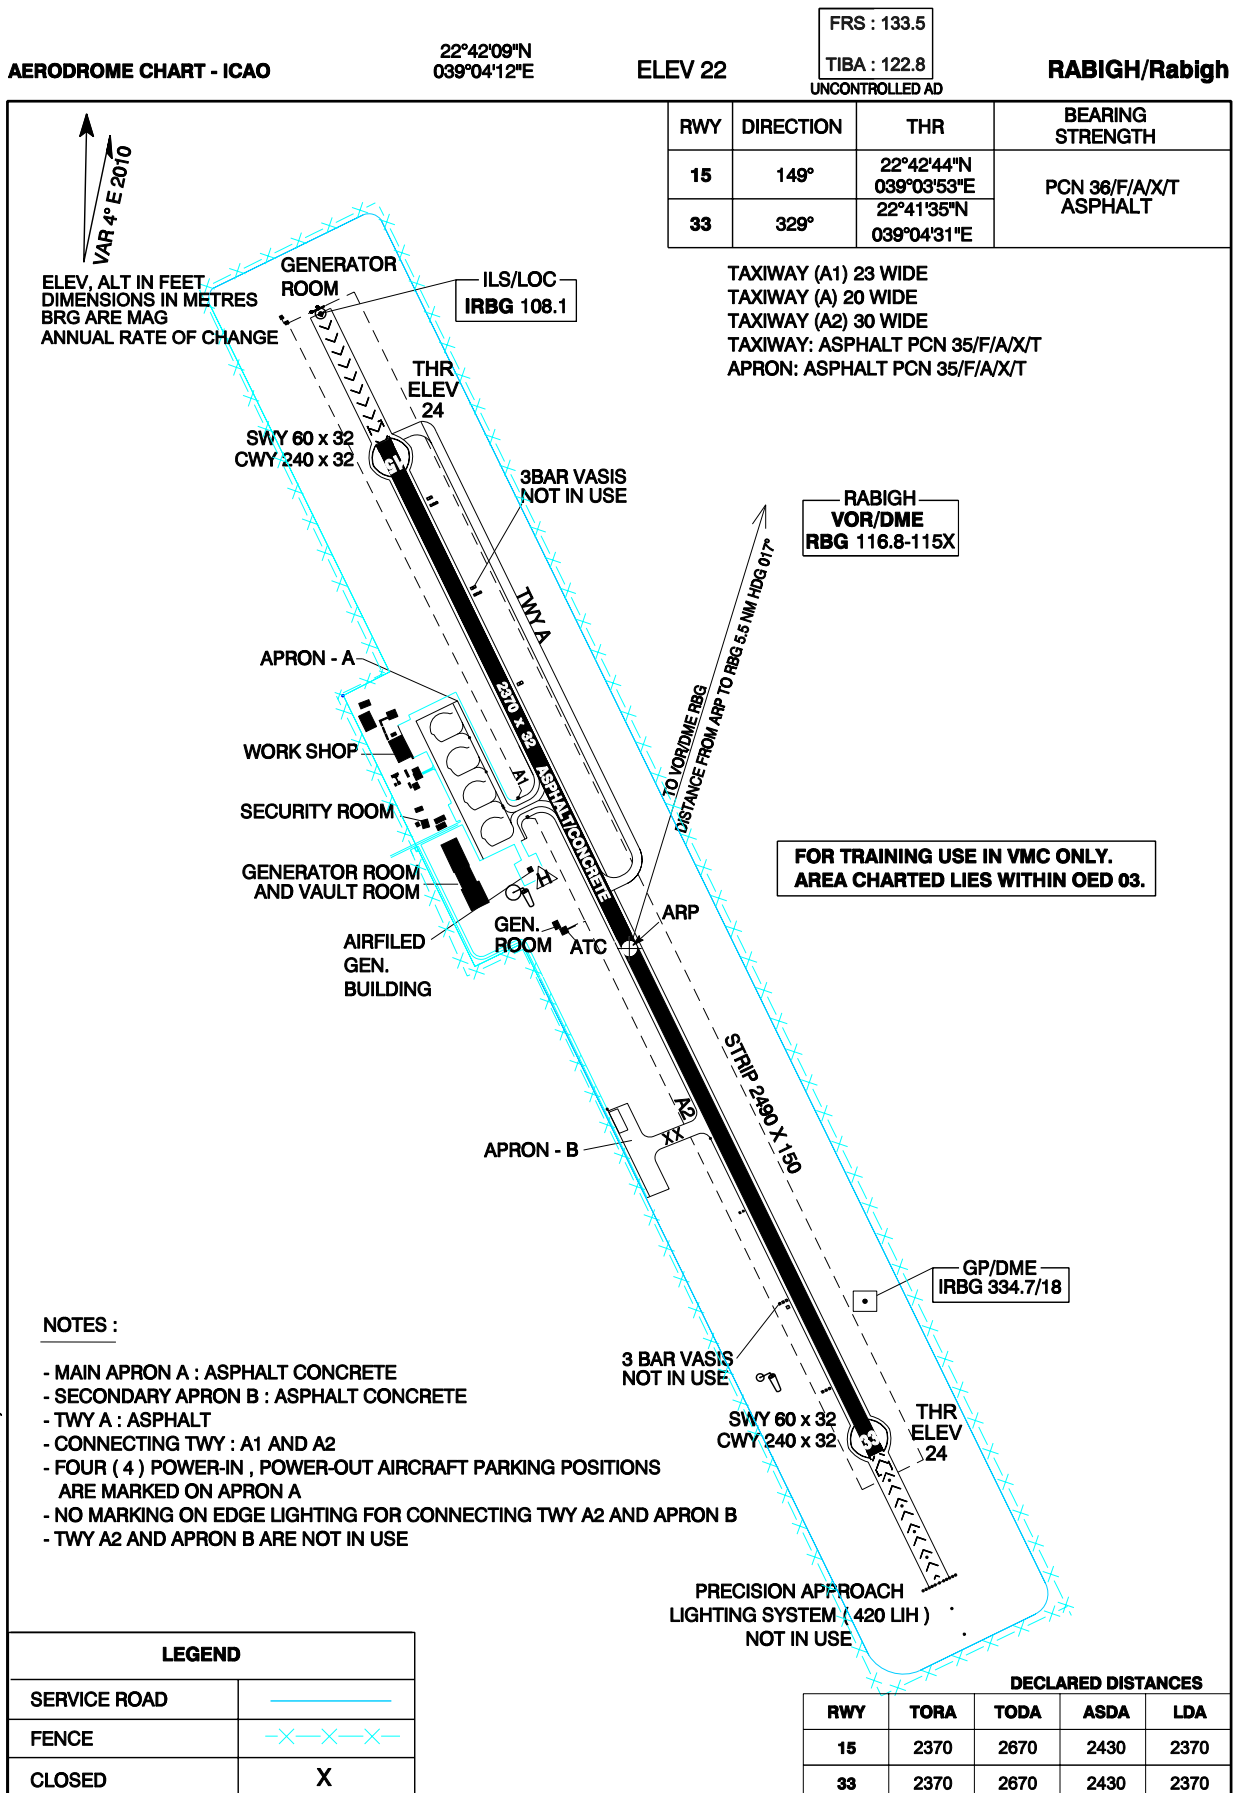 FRS : 133.5
TIBA : 122.8
UNCONTROLLED AD
AERODROME CHART - ICAO
22°42'09"N
039°04'12"E
ELEV 22
RABIGH/Rabigh
RWY DIRECTION THR BEARING STRENGTH
15 149° 22°42'44"N 039°03'53"E PCN 36/F/A/X/T ASPHALT
33 329° 22°41'35"N 039°04'31"E
VAR 4° E 2010
ELEV, ALT IN FEET
DIMENSIONS IN METRES
BRG ARE MAG
ANNUAL RATE OF CHANGE
TAXIWAY (A1) 23 WIDE
TAXIWAY (A) 20 WIDE
TAXIWAY (A2) 30 WIDE
TAXIWAY: ASPHALT PCN 35/F/A/X/T
APRON: ASPHALT PCN 35/F/A/X/T
GENERATOR
ROOM
ILS/LOC
IRBG 108.1
THR
ELEV
24
SWY 60 x 32
CWY 240 x 32
15
3BAR VASIS
NOT IN USE
RABIGH
VOR/DME
RBG 116.8-115X
TWY A
TO VOR/DME RBG
DISTANCE FROM ARP TO RBG 5.5 NM HDG 017°
APRON - A
2370 x 32 ASPHALT/CONCRETE
WORK SHOP
A1
SECURITY ROOM
GENERATOR ROOM
AND VAULT ROOM
H
FOR TRAINING USE IN VMC ONLY.
AREA CHARTED LIES WITHIN OED 03.
ARP
GEN.
ROOM
ATC
AIRFILED
GEN.
BUILDING
STRIP 2490 X 150
A2
XX
APRON - B
GP/DME
IRBG 334.7/18
3 BAR VASIS
NOT IN USE
SWY 60 x 32
CWY 240 x 32
33
THR
ELEV
24
NOTES :
- MAIN APRON A : ASPHALT CONCRETE
- SECONDARY APRON B : ASPHALT CONCRETE
- TWY A : ASPHALT
- CONNECTING TWY : A1 AND A2
- FOUR ( 4 ) POWER-IN , POWER-OUT AIRCRAFT PARKING POSITIONS
ARE MARKED ON APRON A
- NO MARKING ON EDGE LIGHTING FOR CONNECTING TWY A2 AND APRON B
- TWY A2 AND APRON B ARE NOT IN USE
PRECISION APPROACH
LIGHTING SYSTEM ( 420 LIH )
NOT IN USE
LEGEND
SERVICE ROAD
FENCE
CLOSED X
DECLARED DISTANCES
RWY TORA TODA ASDA LDA
15 2370 2670 2430 2370
33 2370 2670 2430 2370